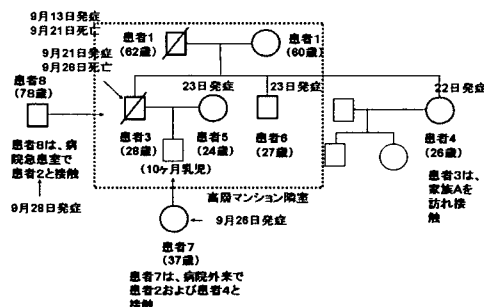 9月13日発症
9月21日死亡
患者1
(62歳)
患者1
(60歳)
9月21日発症
9月26日死亡
23日発症
23日発症
22日発症
患者8
(78歳)
患者3
(28歳)
患者5
(24歳)
患者6
(27歳)
患者4
(26歳)
(10ヶ月乳児)
患者8は、病
院急患室で
患者2と接触
9月28日発症
患者3は、
家族Aを
訪れ接
触
高層マンション隣室
9月26日発症
患者7
(37歳)
患者7は、病院外来で
患者2および患者4と
接触